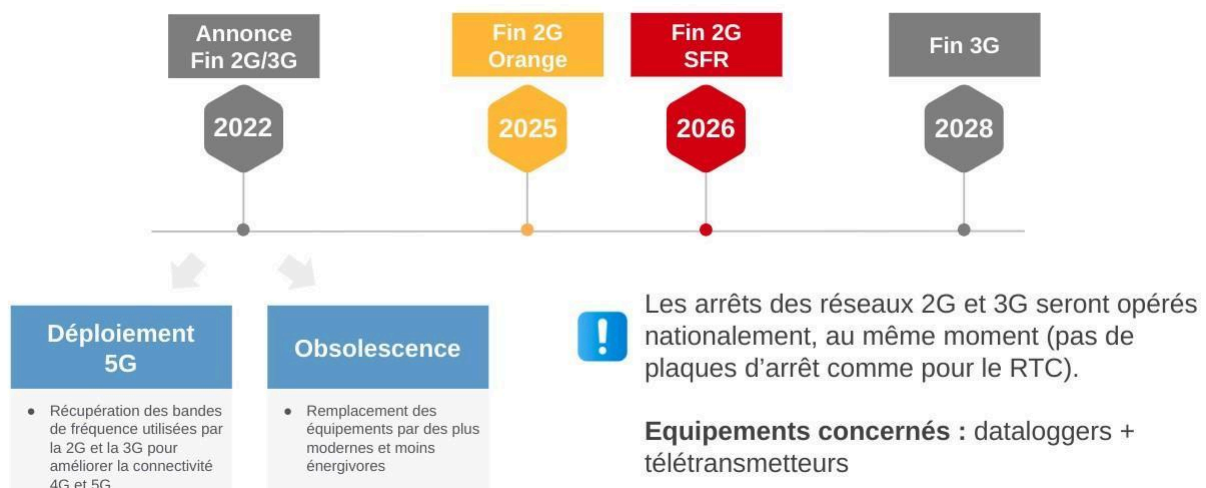 Annonce
Fin 2G/3G
Fin 2G
Orange
Fin 2G
SFR
Fin 3G
2022
2025
2026
2028
Déploiement
5G
● Récupération des bandes
de fréquence utilisées par
la 2G et la 3G pour
améliorer la connectivité
4G et 5G
Obsolescence
● Remplacement des
équipements par des plus
modernes et moins
énergivores
!
Les arrêts des réseaux 2G et 3G seront opérés
nationalement, au même moment (pas de
plaques d’arrêt comme pour le RTC).
Equipements concernés : dataloggers +
télétransmetteurs